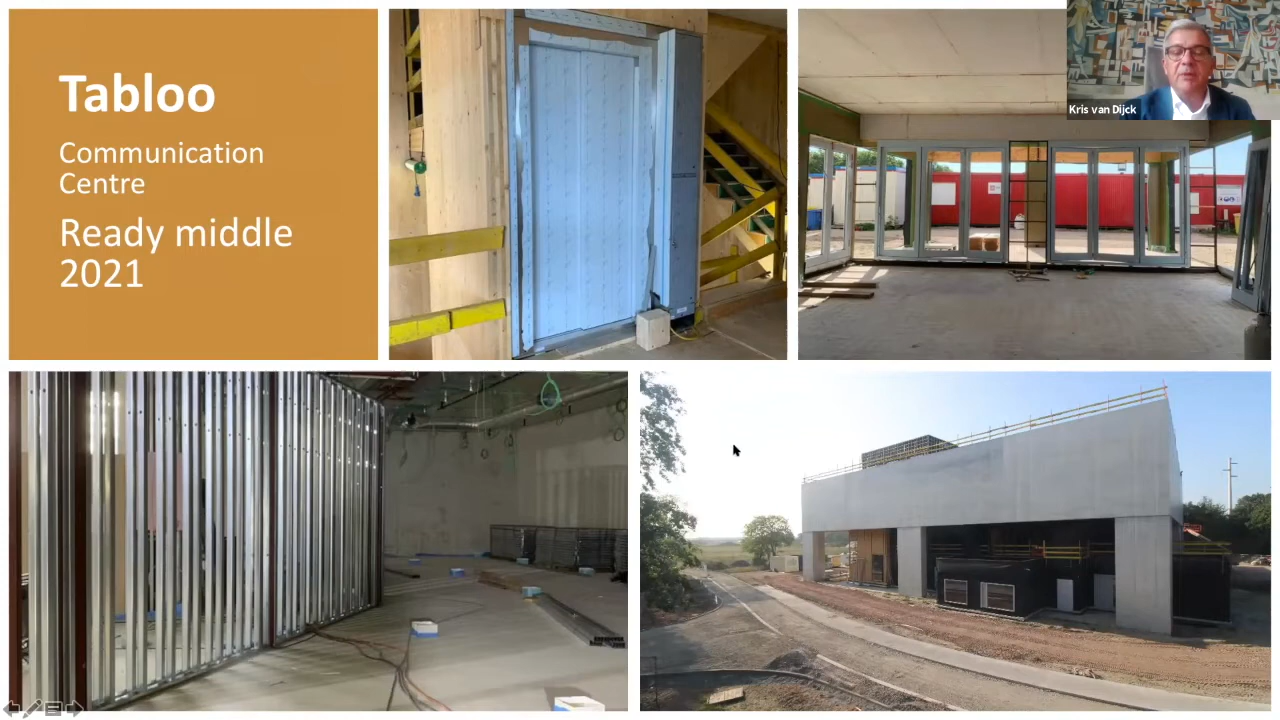 Tabloo
Communication
Centre
Ready middle
2021
Kris van Dijck